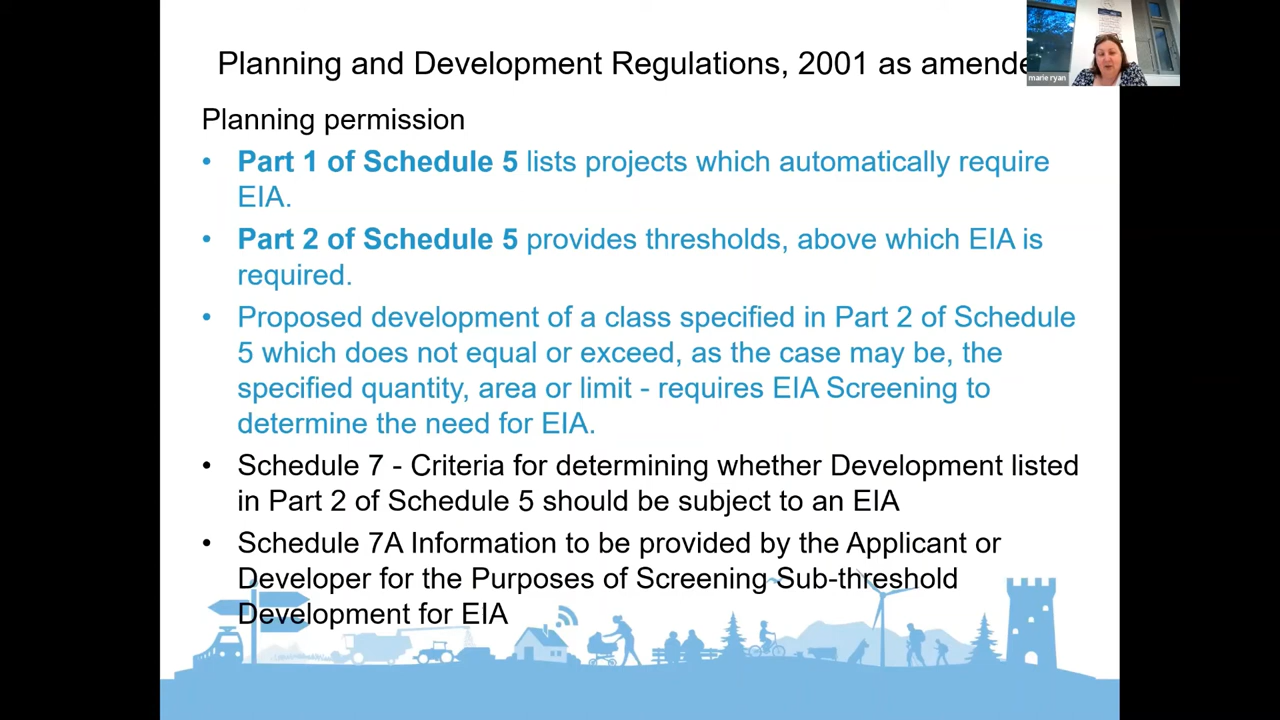 Planning and Development Regulations, 2001 as amende
marie ryan
Planning permission
• Part 1 of Schedule 5 lists projects which automatically require
EIA.
• Part 2 of Schedule 5 provides thresholds, above which EIA is
required.
• Proposed development of a class specified in Part 2 of Schedule
5 which does not equal or exceed, as the case may be, the
specified quantity, area or limit - requires EIA Screening to
determine the need for EIA.
• Schedule 7 - Criteria for determining whether Development listed
in Part 2 of Schedule 5 should be subject to an EIA
• Schedule 7A Information to be provided by the Applicant or
Developer for the Purposes of Screening Sub-threshold
Development for EIA